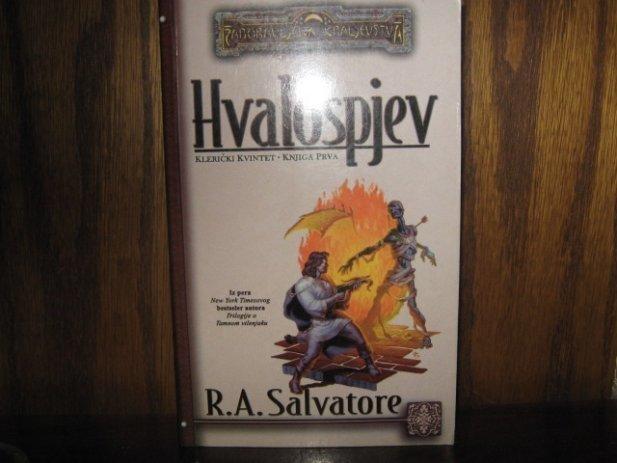 ZABORAVLJENA KRALJEVSTVA
Hvalospjev
KLERIČKI KVINTET • KNJIGA PRVA
Iz pera
New York Timesovog
bestseler autora
Trilogije o
Tamnom vilenjaku
R.A. Salvatore